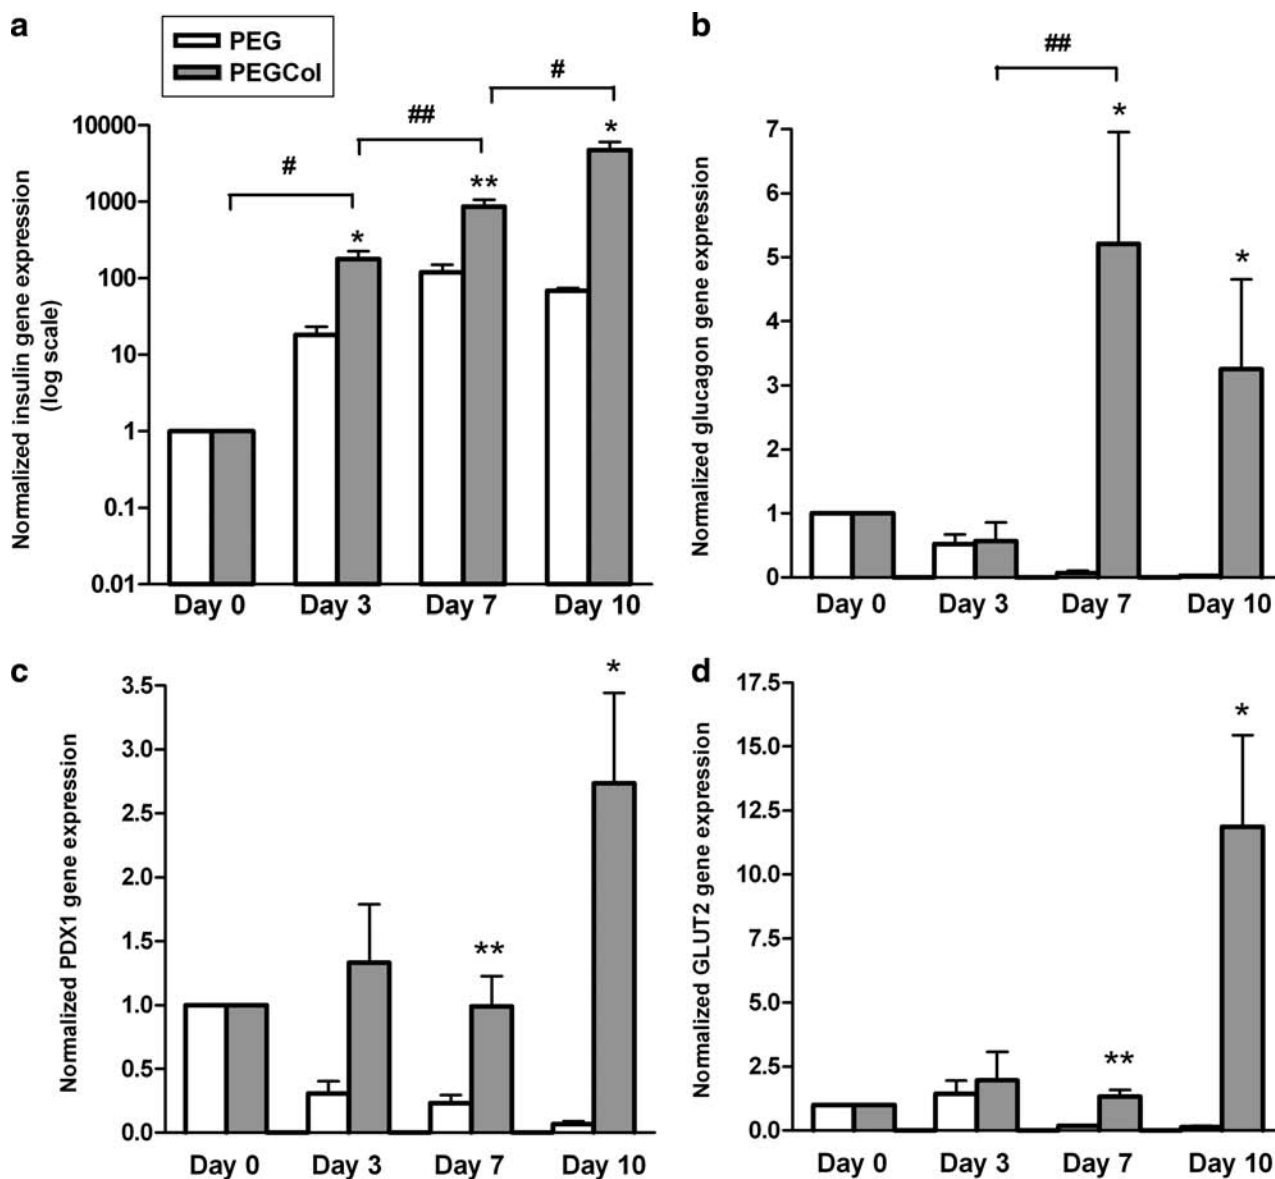 a
PEG
PEGCol
#
##
#
*
**
*
Normalized insulin gene expression
(log scale)
10000
1000
100
10
1
0.1
0.01
Day 0
Day 3
Day 7
Day 10
b
##
*
*
Normalized glucagon gene expression
7
6
5
4
3
2
1
0
Day 0
Day 3
Day 7
Day 10
c
**
*
Normalized PDX1 gene expression
3.5
3.0
2.5
2.0
1.5
1.0
0.5
0.0
Day 0
Day 3
Day 7
Day 10
d
**
*
Normalized GLUT2 gene expression
17.5
15.0
12.5
10.0
7.5
5.0
2.5
0.0
Day 0
Day 3
Day 7
Day 10